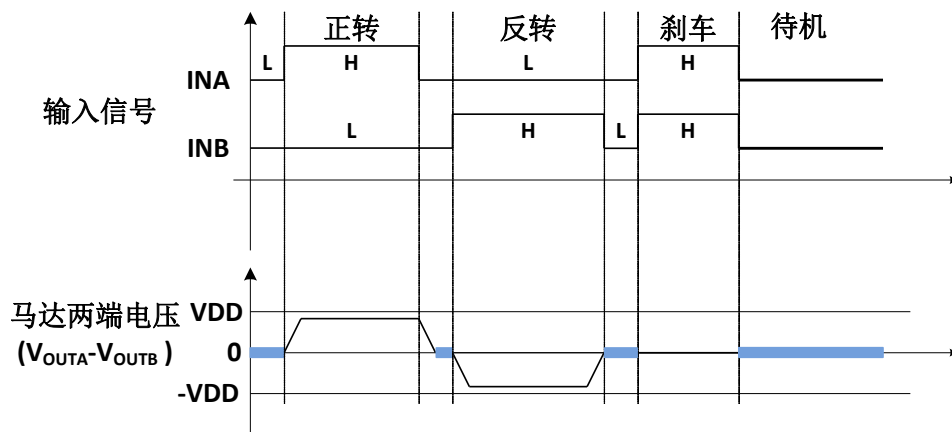 正转 反转 刹车 待机
L H L H
INA
输入信号
L H L H
INB
马达两端电压 VDD
(VOUTA-VOUTB ) 0
-VDD